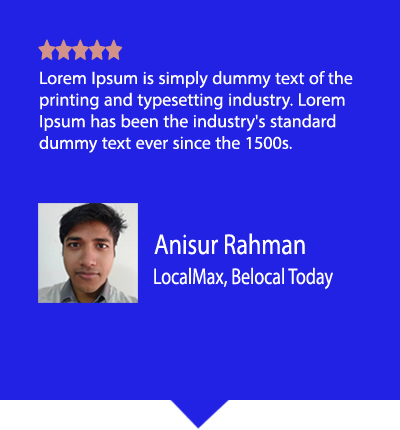 Lorem Ipsum is simply dummy text of the
printing and typesetting industry. Lorem
Ipsum has been the industry's standard
dummy text ever since the 1500s.
Anisur Rahman
LocalMax, Belocal Today